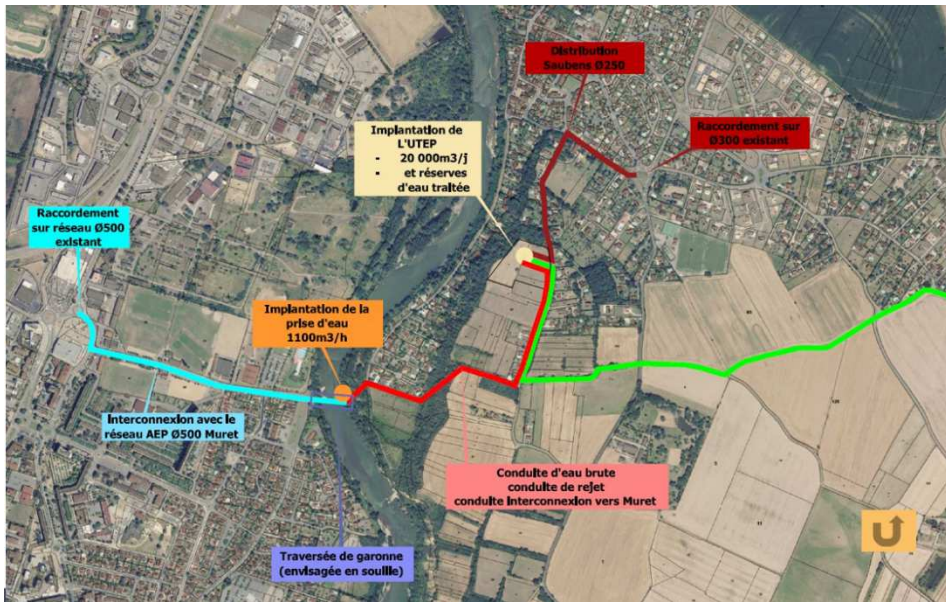 Distribution
Saubens Ø250
Implantation de
L'UTEP
- 20 000m3/j
- et réserves
d'eau traitée
Raccordement sur
Ø300 existant
Raccordement
sur réseau Ø500
existant
Implantation de la
prise d'eau
1100m3/h
Interconnexion avec le
réseau AEP Ø500 Muret
Conduite d'eau brute
conduite de rejet
conduite interconnexion vers Muret
Traversée de garonne
(envisagée en souille)